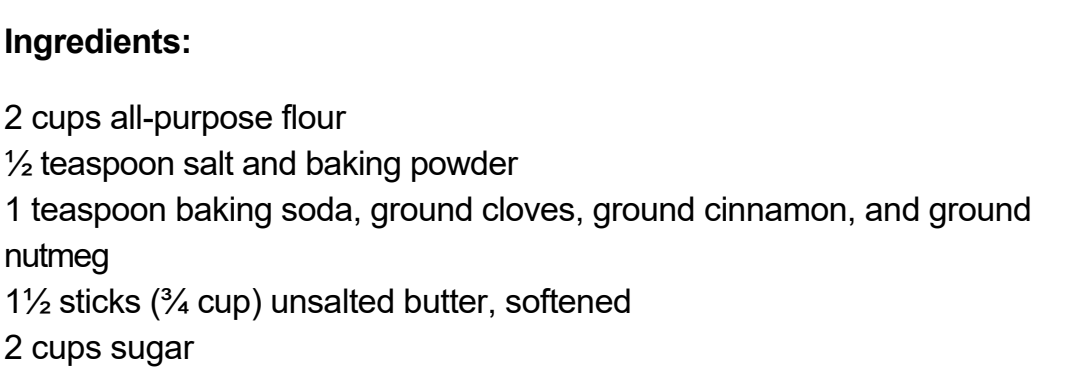 Ingredients:
2 cups all-purpose flour
½ teaspoon salt and baking powder
1 teaspoon baking soda, ground cloves, ground cinnamon, and ground
nutmeg
1½ sticks (¾ cup) unsalted butter, softened
2 cups sugar